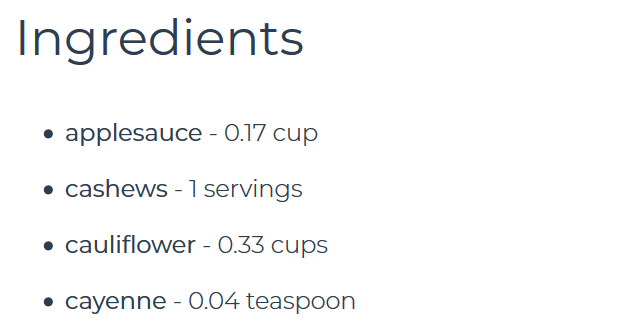 Ingredients
• applesauce - 0.17 cup
• cashews - 1 servings
• cauliflower - 0.33 cups
• cayenne - 0.04 teaspoon